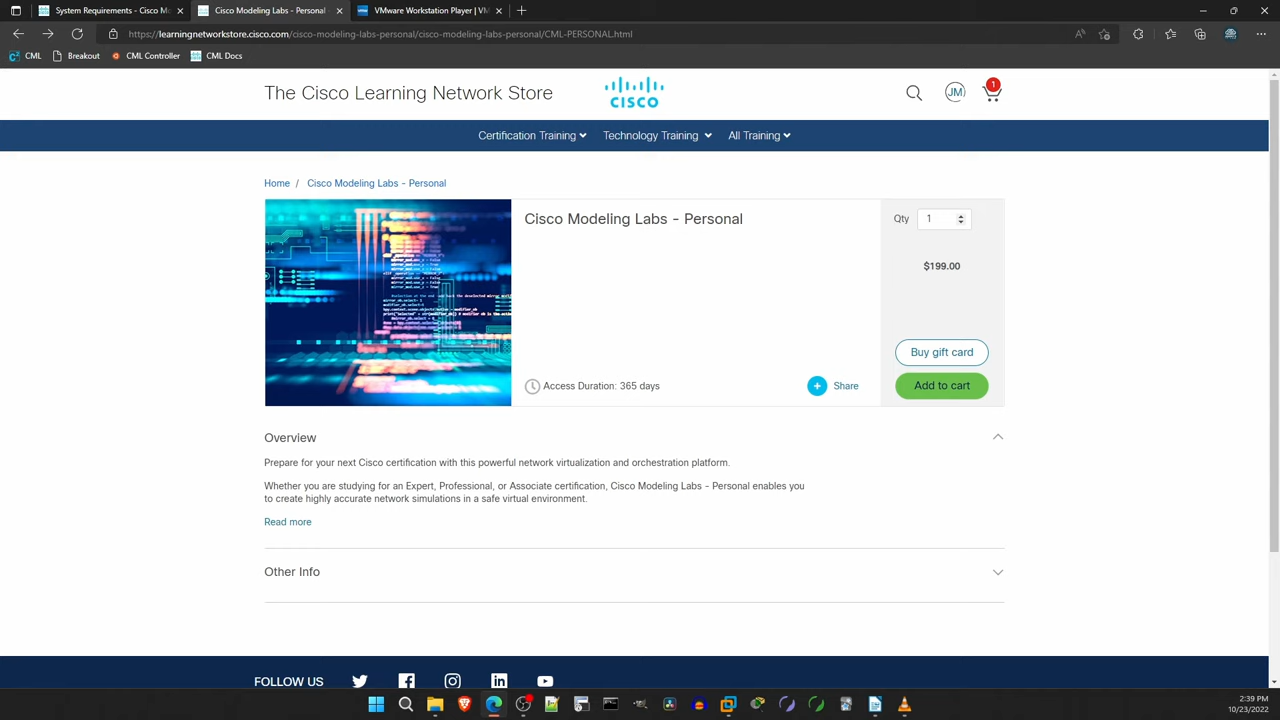 System Requirements - Cisco Mo
Cisco Modeling Labs - Personal
VMware Workstation Player | VM
https://learningnetworkstore.cisco.com/cisco-modeling-labs-personal/cisco-modeling-labs-personal/CML-PERSONAL.html
CML
Breakout
CML Controller
CML Docs
The Cisco Learning Network Store
CISCO
JM
1
Certification Training
Technology Training
All Training
Home / Cisco Modeling Labs - Personal
Cisco Modeling Labs - Personal
Qty 1
$199.00
Buy gift card
Access Duration: 365 days
Share
Add to cart
Overview
Prepare for your next Cisco certification with this powerful network virtualization and orchestration platform.
Whether you are studying for an Expert, Professional, or Associate certification, Cisco Modeling Labs - Personal enables you
to create highly accurate network simulations in a safe virtual environment.
Read more
Other Info
FOLLOW US
2:39 PM
10/23/2022